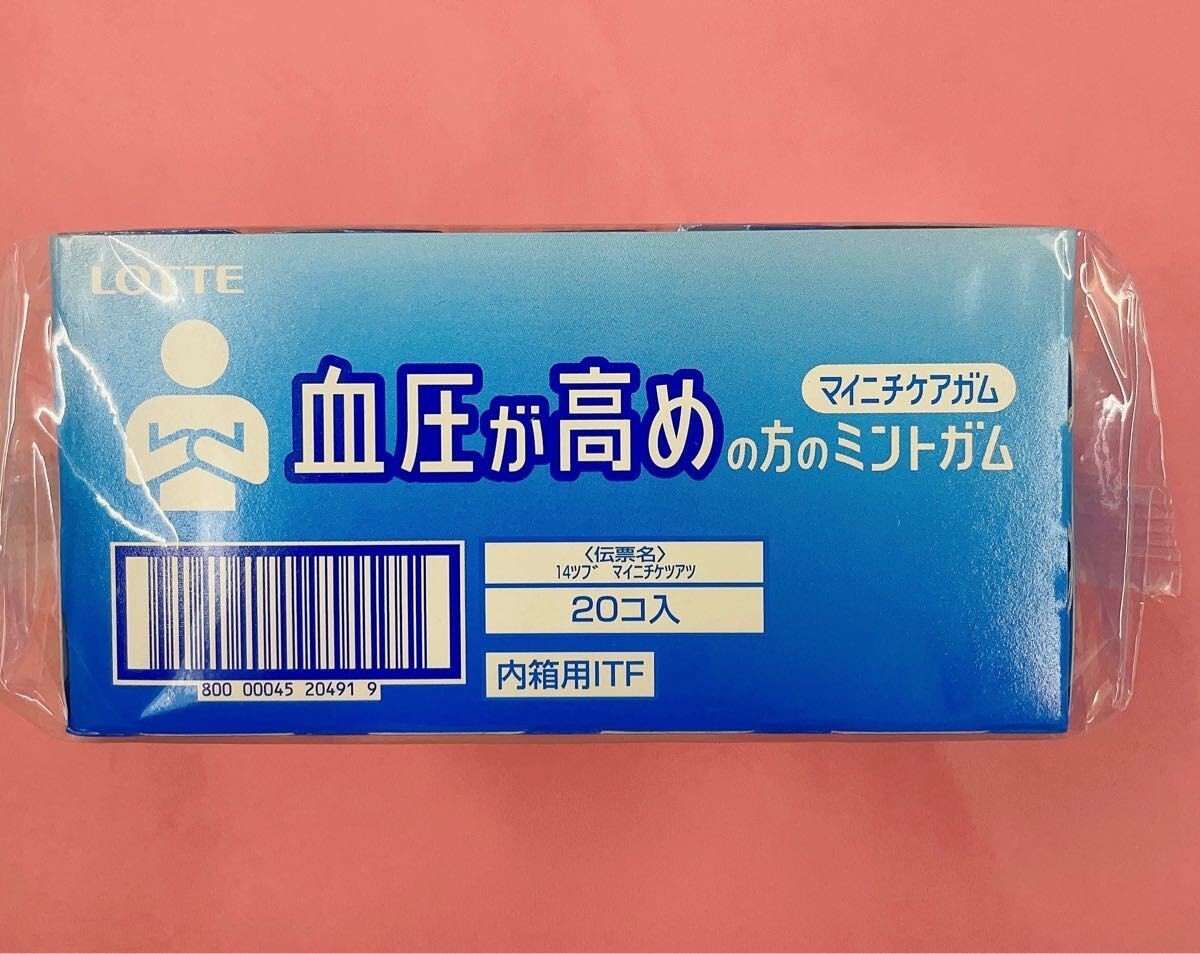 LOTTE
マイニチケアガム
血圧が高めの方のミントガム
〈伝票名〉
14ツブ マイニチケツアツ
20コ入
内箱用ITF
800 00045 20491 9